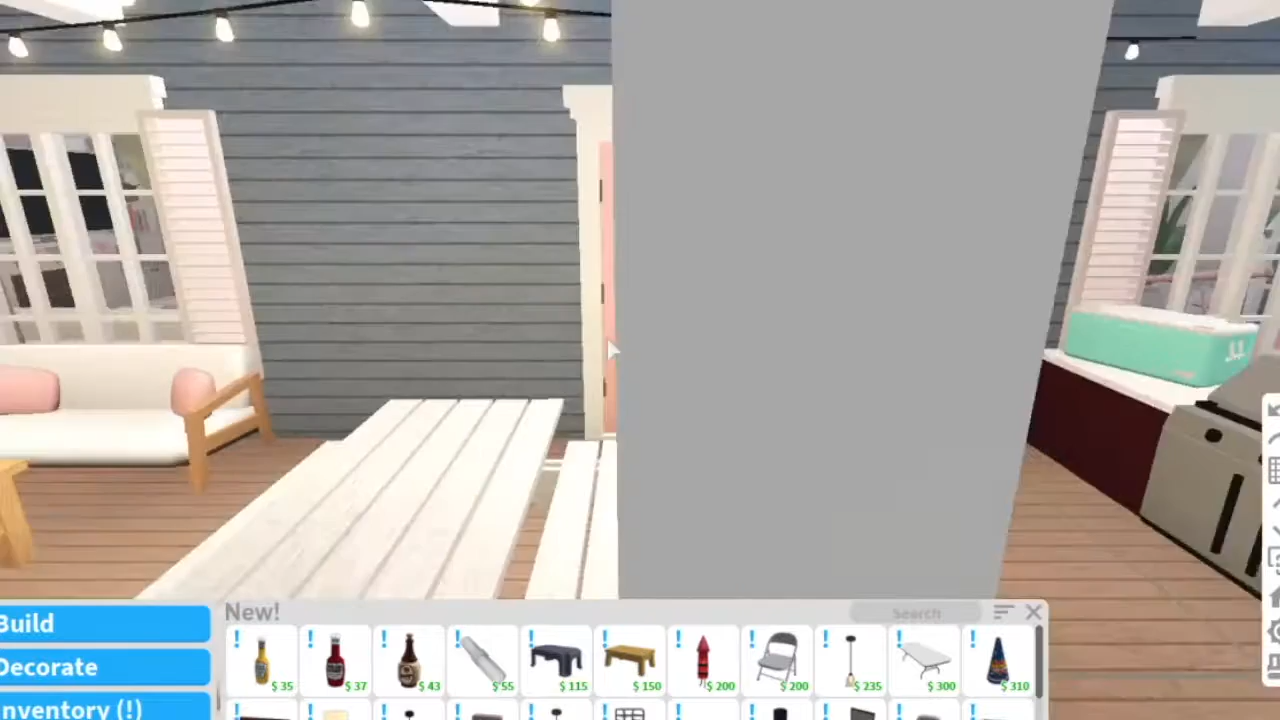 Build
Decorate
Inventory (!)
New!
Search
$ 35
$ 37
$ 43
$ 55
$ 115
$ 150
$ 200
$ 200
$ 235
$ 300
$ 310